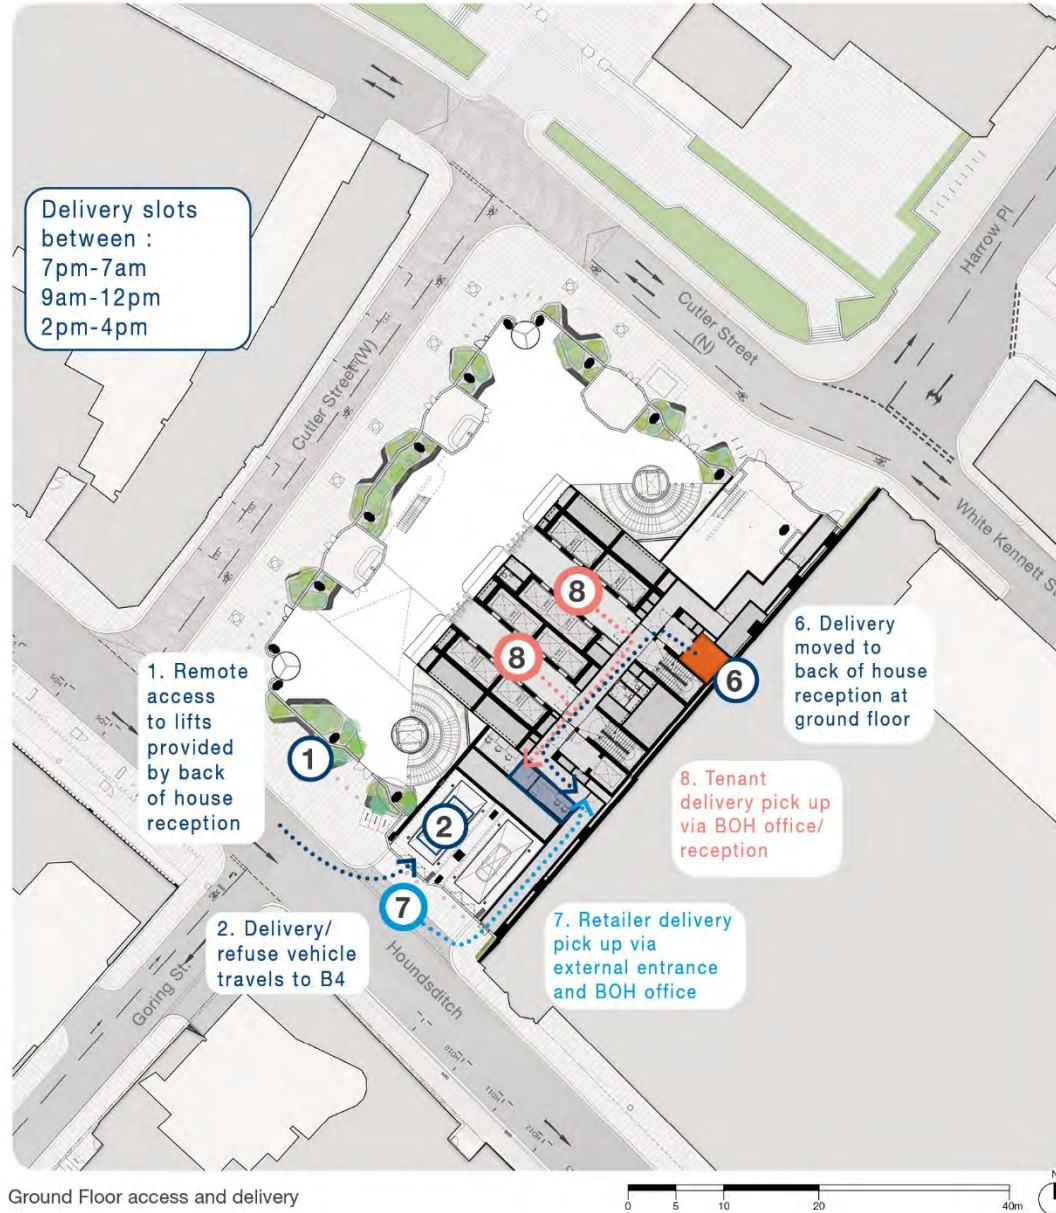 Delivery slots
between :
7pm-7am
9am-12pm
2pm-4pm
Harrow Pl
Cutler Street
(N)
Cutler Street (W)
White Kennett S
8
8
6
6. Delivery
moved to
back of house
reception at
ground floor
1. Remote
access
to lifts
provided
by back
of house
reception
1
2
7
8. Tenant
delivery pick up
via BOH office/
reception
7. Retailer delivery
pick up via
external entrance
and BOH office
2. Delivery/
refuse vehicle
travels to B4
Goring St.
Houndsditch
Ground Floor access and delivery
0 5 10 20 40m
N